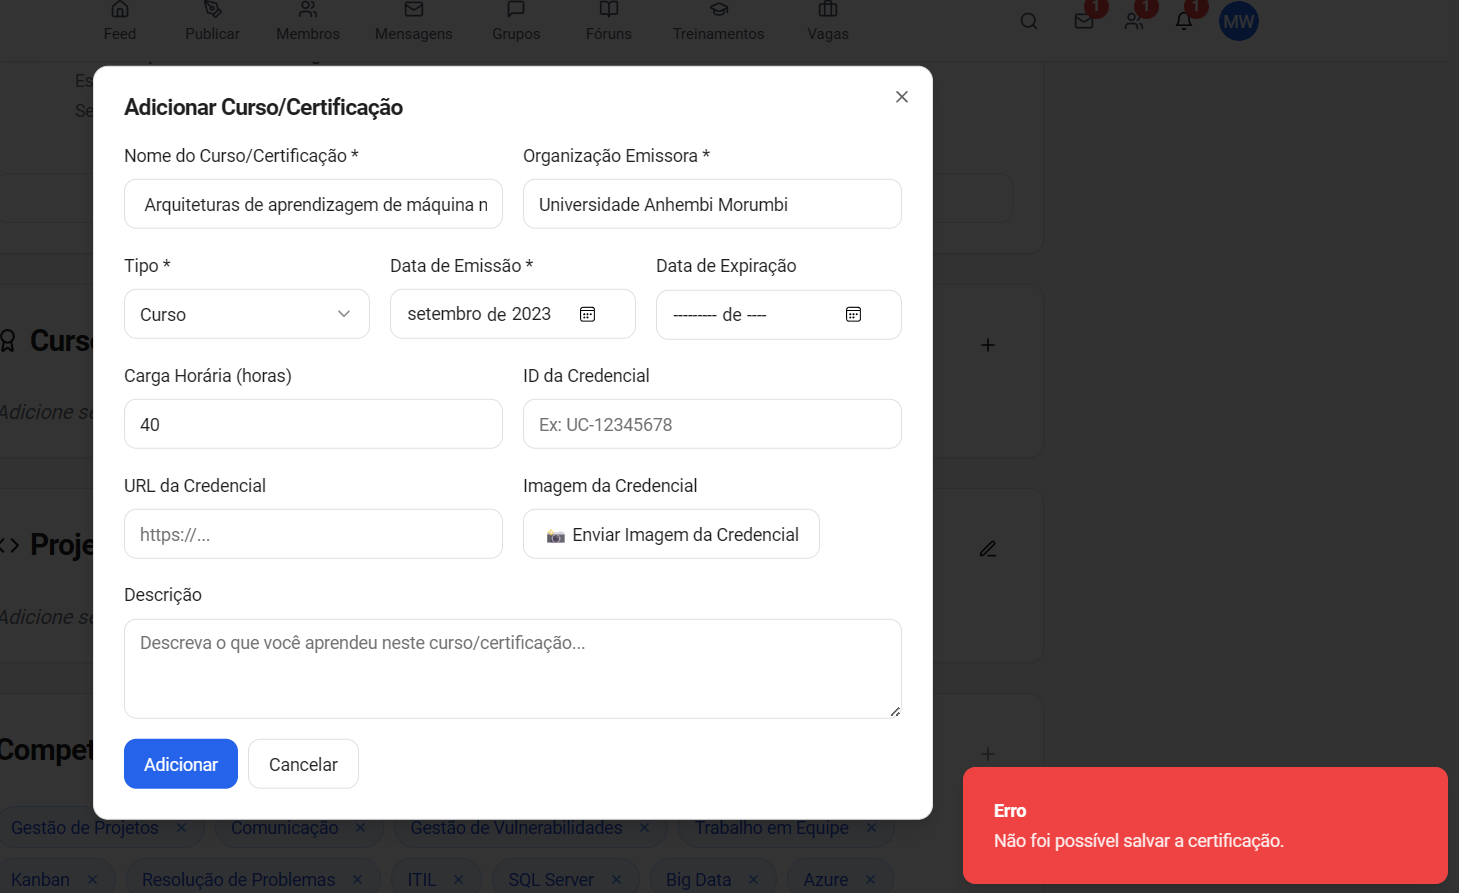 Feed
Publicar
Membros
Mensagens
Grupos
Fóruns
Treinamentos
Vagas
1
1
1
MW
Es
Se
Adicionar Curso/Certificação
Nome do Curso/Certificação *
Organização Emissora *
Arquiteturas de aprendizagem de máquina n
Universidade Anhembi Morumbi
Tipo *
Data de Emissão *
Data de Expiração
Curso
setembro de 2023
--------- de ----
Curs
Adicione se
Carga Horária (horas)
ID da Credencial
40
Ex: UC-12345678
URL da Credencial
Imagem da Credencial
https://...
📸 Enviar Imagem da Credencial
Proje
Adicione se
Descrição
Descreva o que você aprendeu neste curso/certificação...
Compet
Adicionar
Cancelar
Gestão de Projetos ×
Comunicação ×
Gestão de Vulnerabilidades ×
Trabalho em Equipe ×
Kanban ×
Resolução de Problemas ×
ITIL ×
SQL Server ×
Big Data ×
Azure ×
Erro
Não foi possível salvar a certificação.